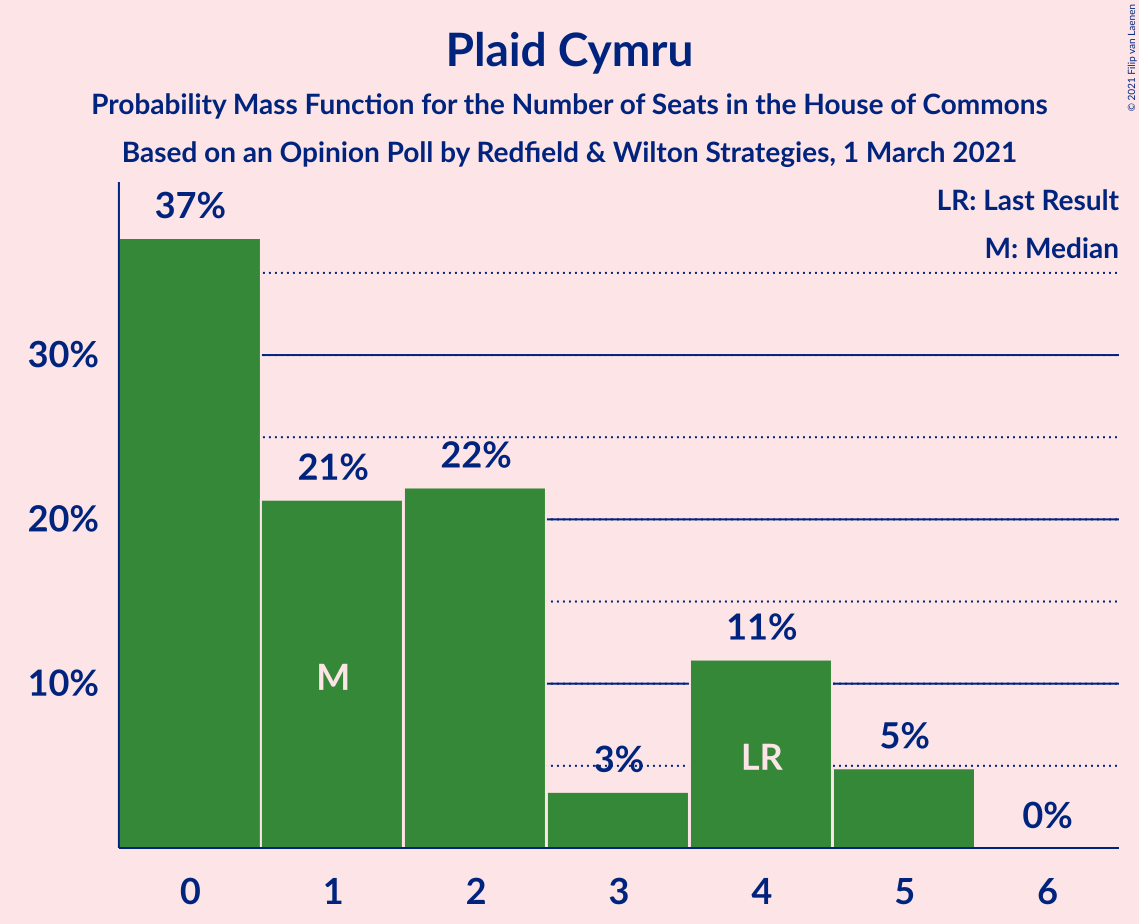 Plaid Cymru
Probability Mass Function for the Number of Seats in the House of Commons
Based on an Opinion Poll by Redfield & Wilton Strategies, 1 March 2021
© 2021 Filip van Laenen
LR: Last Result
M: Median
37%
30%
21%
22%
20%
11%
10%
M
3%
LR
5%
0%
0
1
2
3
4
5
6